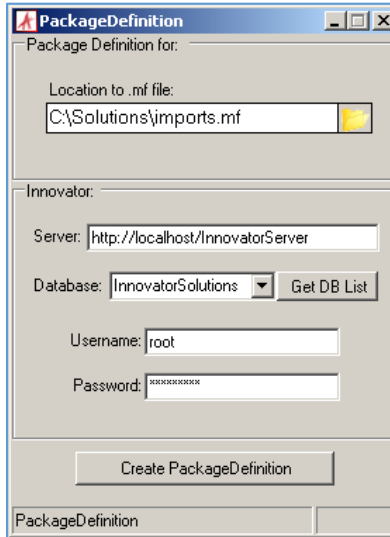 PackageDefinition
Package Definition for:
Location to .mf file:
C:\Solutions\imports.mf
Innovator:
Server: http://localhost/InnovatorServer
Database: InnovatorSolutions Get DB List
Username: root
Password: *********
Create PackageDefinition
PackageDefinition